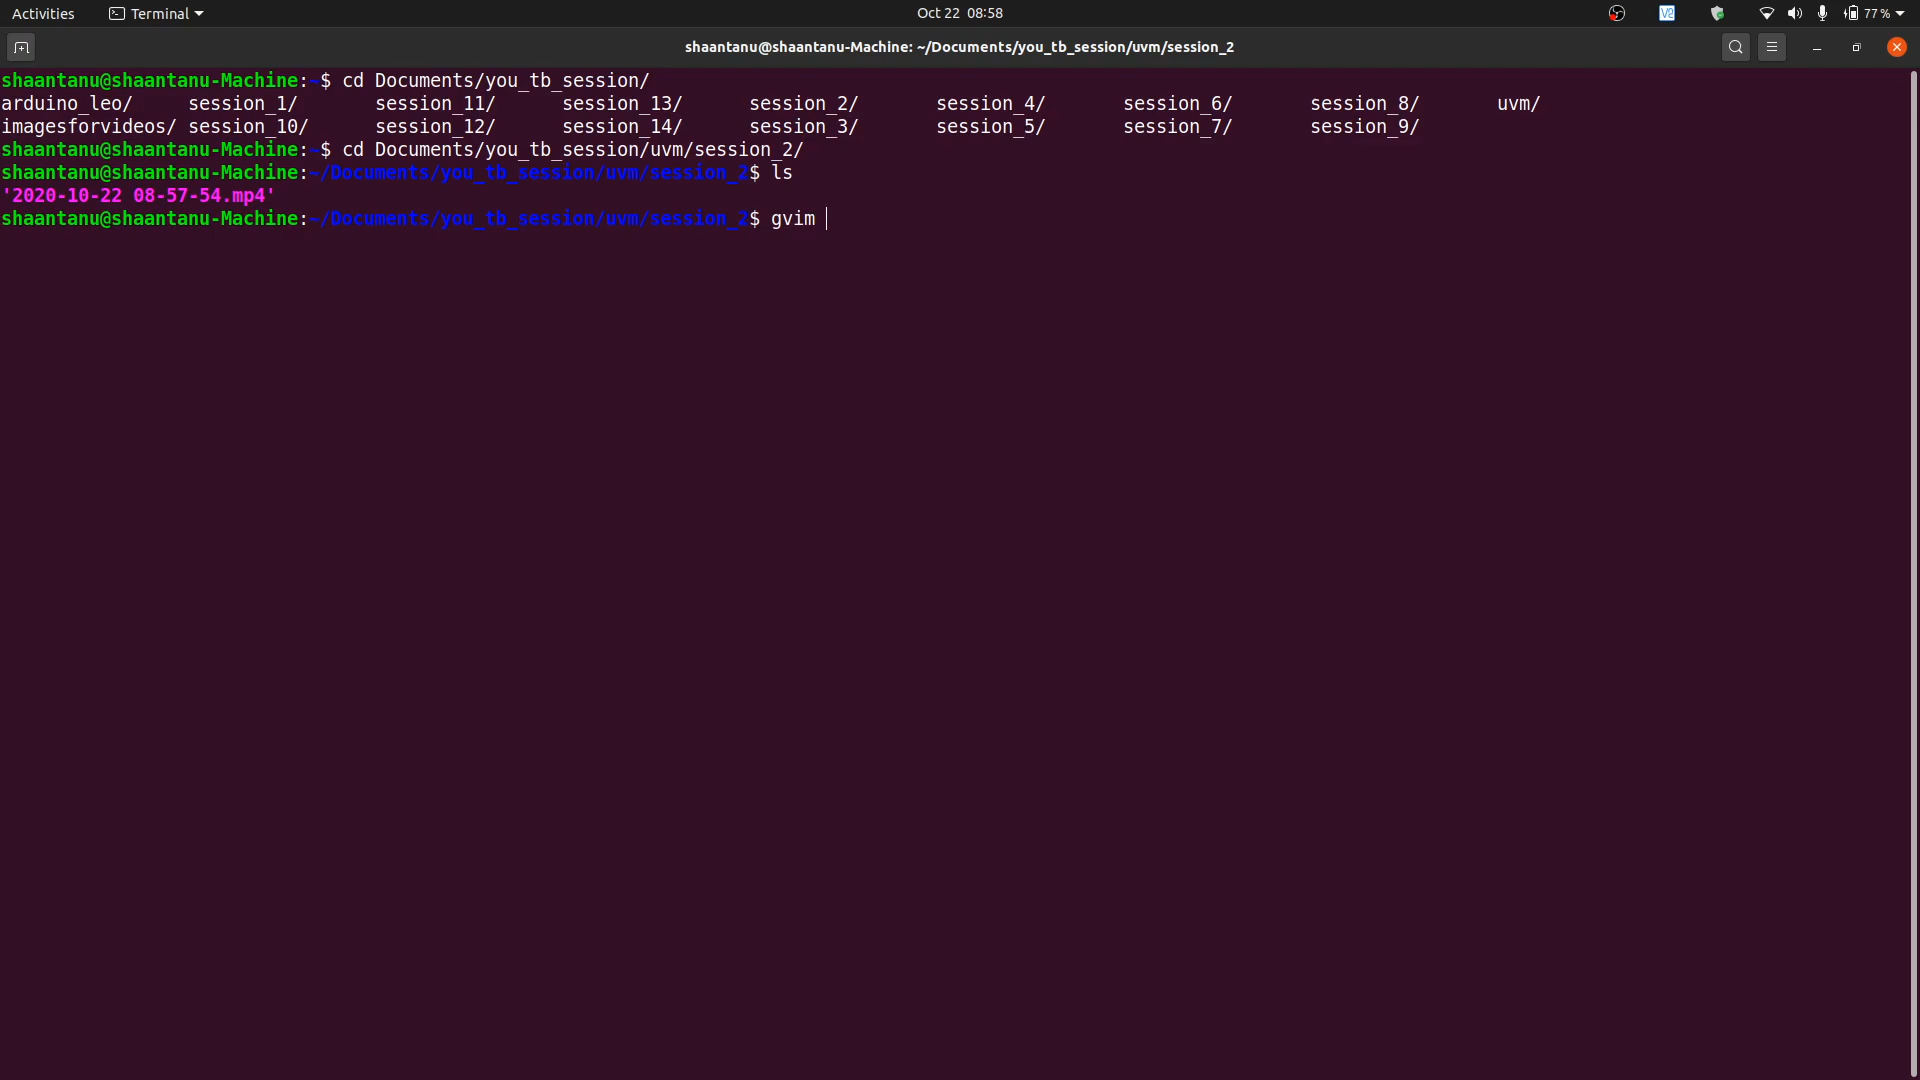 Activities Terminal Oct 22 08:58 V2 77 %
shaantanu@shaantanu-Machine: ~/Documents/you_tb_session/uvm/session_2
shaantanu@shaantanu-Machine:~$ cd Documents/you_tb_session/
arduino_leo/ session_1/ session_11/ session_13/ session_2/ session_4/ session_6/ session_8/ uvm/
imagesforvideos/ session_10/ session_12/ session_14/ session_3/ session_5/ session_7/ session_9/
shaantanu@shaantanu-Machine:~$ cd Documents/you_tb_session/uvm/session_2/
shaantanu@shaantanu-Machine:~/Documents/you_tb_session/uvm/session_2$ ls
'2020-10-22 08-57-54.mp4'
shaantanu@shaantanu-Machine:~/Documents/you_tb_session/uvm/session_2$ gvim